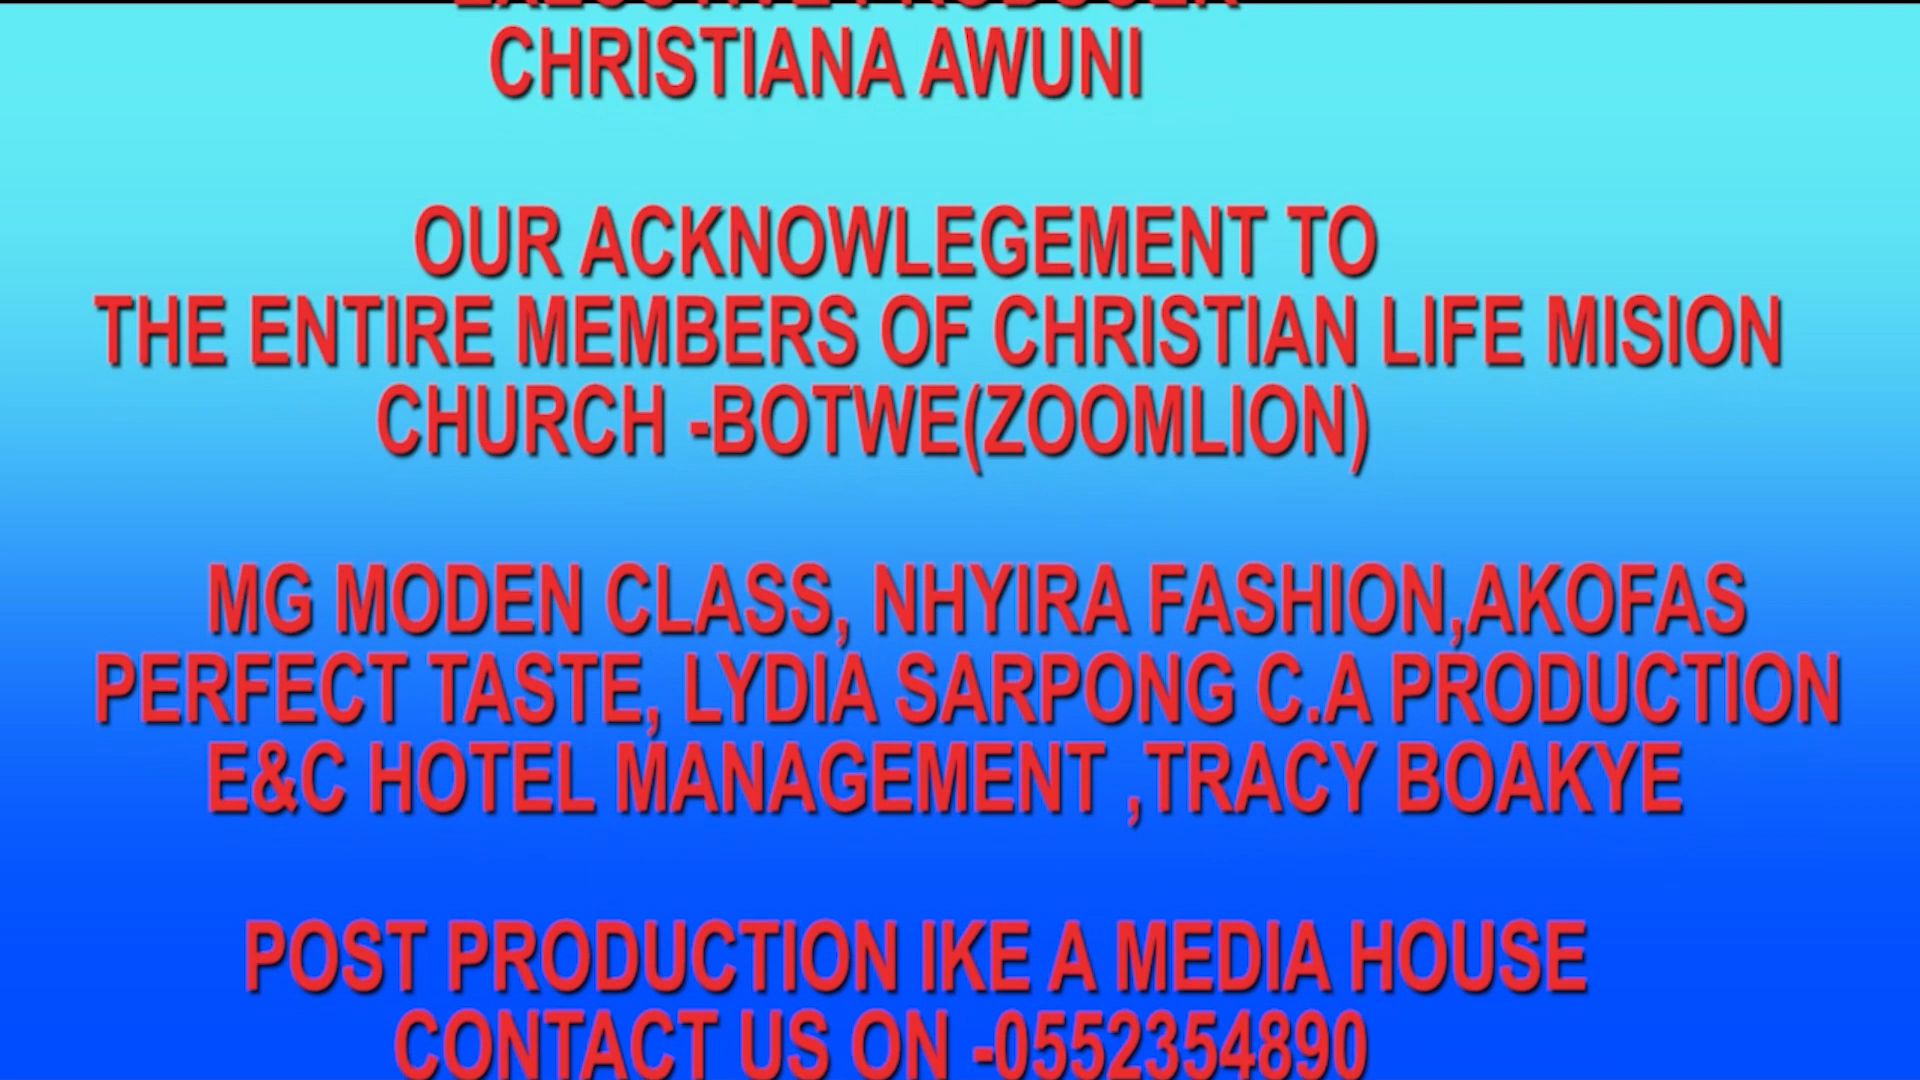 EXECUTIVE PRODUCER
CHRISTIANA AWUNI
OUR ACKNOWLEGEMENT TO
THE ENTIRE MEMBERS OF CHRISTIAN LIFE MISION
CHURCH -BOTWE(ZOOMLION)
MG MODEN CLASS, NHYIRA FASHION,AKOFAS
PERFECT TASTE, LYDIA SARPONG C.A PRODUCTION
E&C HOTEL MANAGEMENT ,TRACY BOAKYE
POST PRODUCTION IKE A MEDIA HOUSE
CONTACT US ON -0552354890